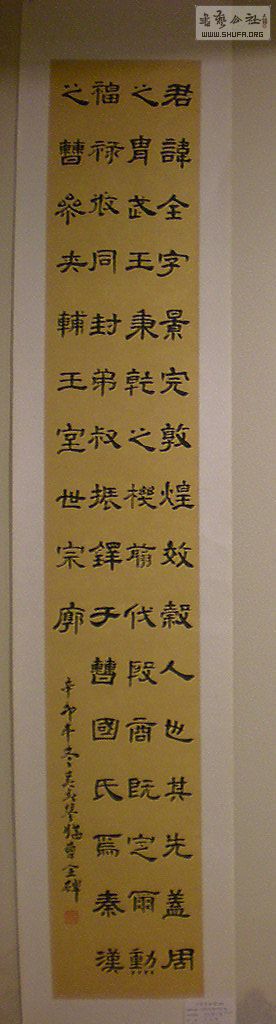 君諱全字景完敦煌效穀人也其先蓋周
之胄武王秉乾之機翦伐殷商既定爾勳
福祿攸同封弟叔振鐸于曹國氏焉秦漢
之曹參夾輔王室世宗廓
辛卯年冬 臨曹全碑
書藝公社
WWW.SHUFA.ORG